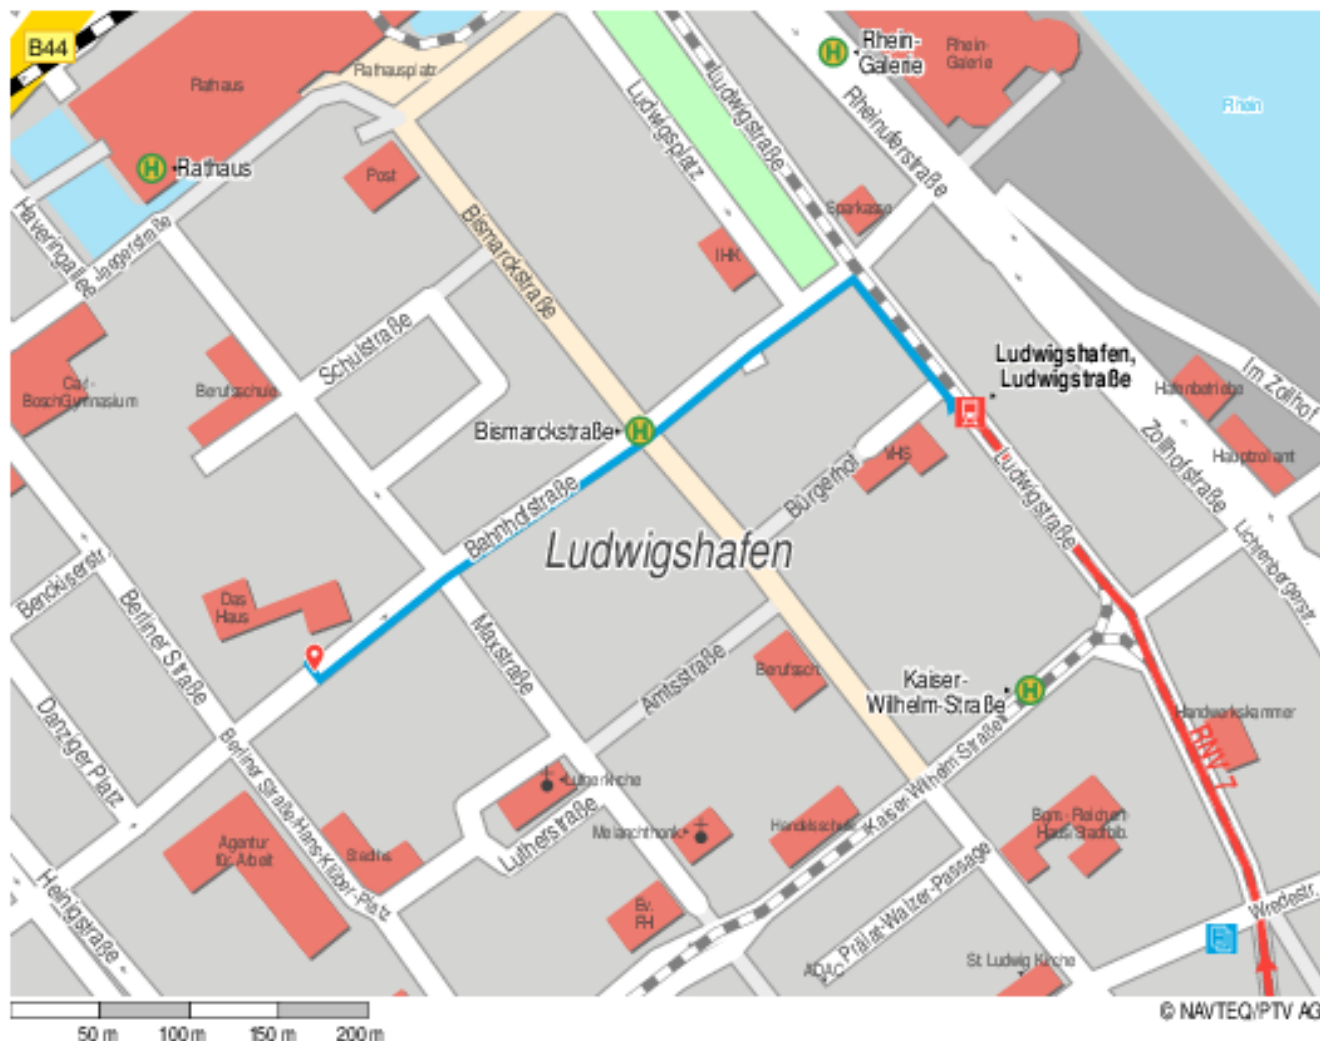 B44
Rathaus
Rathausplatz
Rhein-
Galerie
Rhein-
Galerie
Rhein
Ludwigsplatz
Ludwigstraße
Rheinuferstraße
Rathaus
Post
Sparkasse
Haveringallee
Jaegerstraße
Bismarckstraße
IHK
Schulstraße
Carl-
BoschGymnasium
Berufsschule
Ludwigshafen,
Ludwigstraße
Hafenbetriebe
Im Zollhof
Bismarckstraße
VHS
Bürgerhof
Zollhofstraße
Hauptzollamt
Ludwigstraße
Bahnhofstraße
Ludwigshafen
Lichtenbergerstr.
Benckiserstr.
Das
Haus
Berliner Straße
Maxstraße
Amtsstraße
Berufssch.
Kaiser-
Wilhelm-Straße
Danziger Platz
Berliner Straße/Hans-Klüber-Platz
Handwerkskammer
RNV 7
Lutherkirche
Lutherstraße
Melanchthonk.
Handelsschule
Kaiser-Wilhelm-Straße
Agentur
für Arbeit
Prälat-Walzer-Passage
Heinigstraße
Ev.
FH
Wredestr.
ADAC
St. Ludwig Kirche
50 m
100 m
150 m
200 m
© NAVTEQ/PTV AG